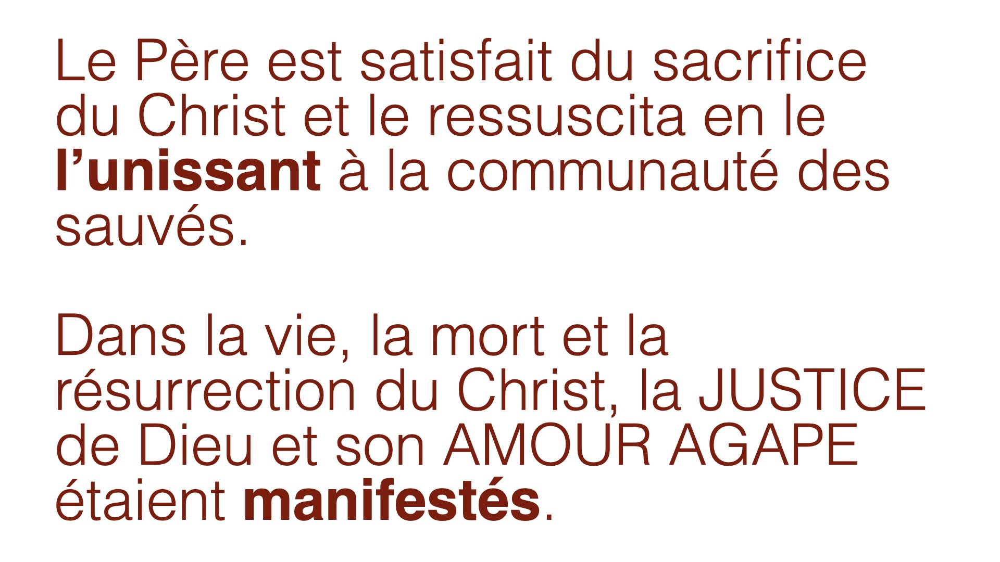 Le Père est satisfait du sacrifice
du Christ et le ressuscita en le
l’unissant à la communauté des
sauvés.
Dans la vie, la mort et la
résurrection du Christ, la JUSTICE
de Dieu et son AMOUR AGAPE
étaient manifestés.